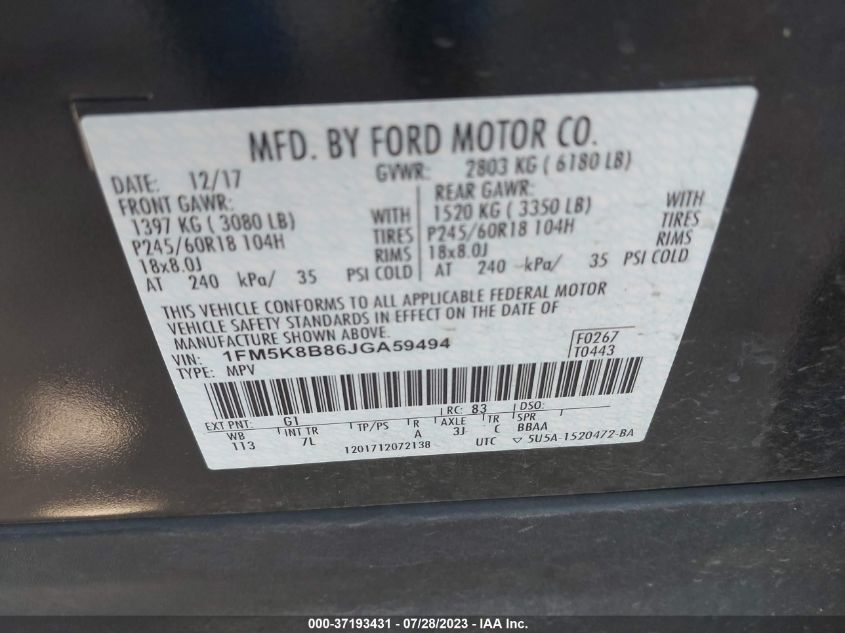 MFD. BY FORD MOTOR CO.
DATE: 12/17 GVWR: 2803 KG ( 6180 LB)
FRONT GAWR: REAR GAWR:
1397 KG ( 3080 LB) WITH 1520 KG ( 3350 LB) WITH
P245/60R18 104H TIRES P245/60R18 104H TIRES
18x8.0J RIMS 18x8.0J RIMS
AT 240 kPa/ 35 PSI COLD AT 240 kPa/ 35 PSI COLD
THIS VEHICLE CONFORMS TO ALL APPLICABLE FEDERAL MOTOR
VEHICLE SAFETY STANDARDS IN EFFECT ON THE DATE OF
MANUFACTURE SHOWN ABOVE.
VIN: 1FM5K8B86JGA59494 F0267
TYPE: MPV T0443
EXT PNT: G1 RC: 83 DSO:
WB INT TR TP/PS R AXLE TR SPR
113 7L A 3J C BBAA
1201712072138 UTC ▽ 5U5A-1520472-BA
000-37193431 - 07/28/2023 - IAA Inc.